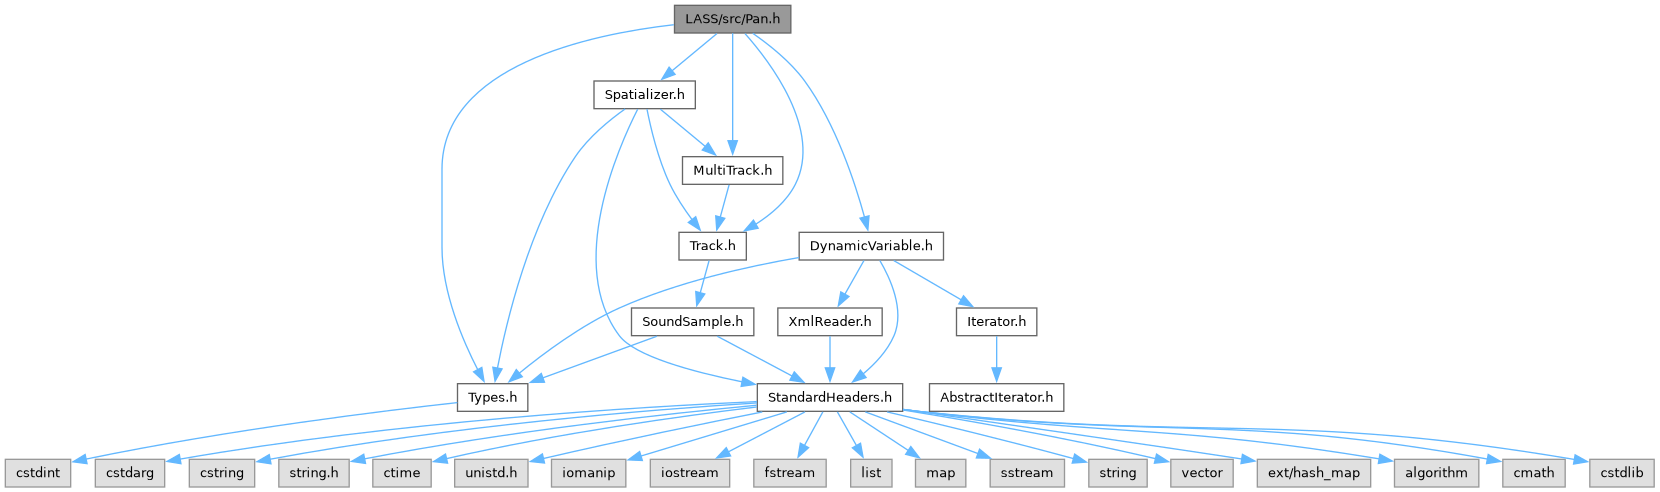 LASS/src/Pan.h
Spatializer.h
MultiTrack.h
Track.h
DynamicVariable.h
SoundSample.h
XmlReader.h
Iterator.h
Types.h
StandardHeaders.h
AbstractIterator.h
cstdint
cstdarg
cstring
string.h
ctime
unistd.h
iomanip
iostream
fstream
list
map
sstream
string
vector
ext/hash_map
algorithm
cmath
cstdlib